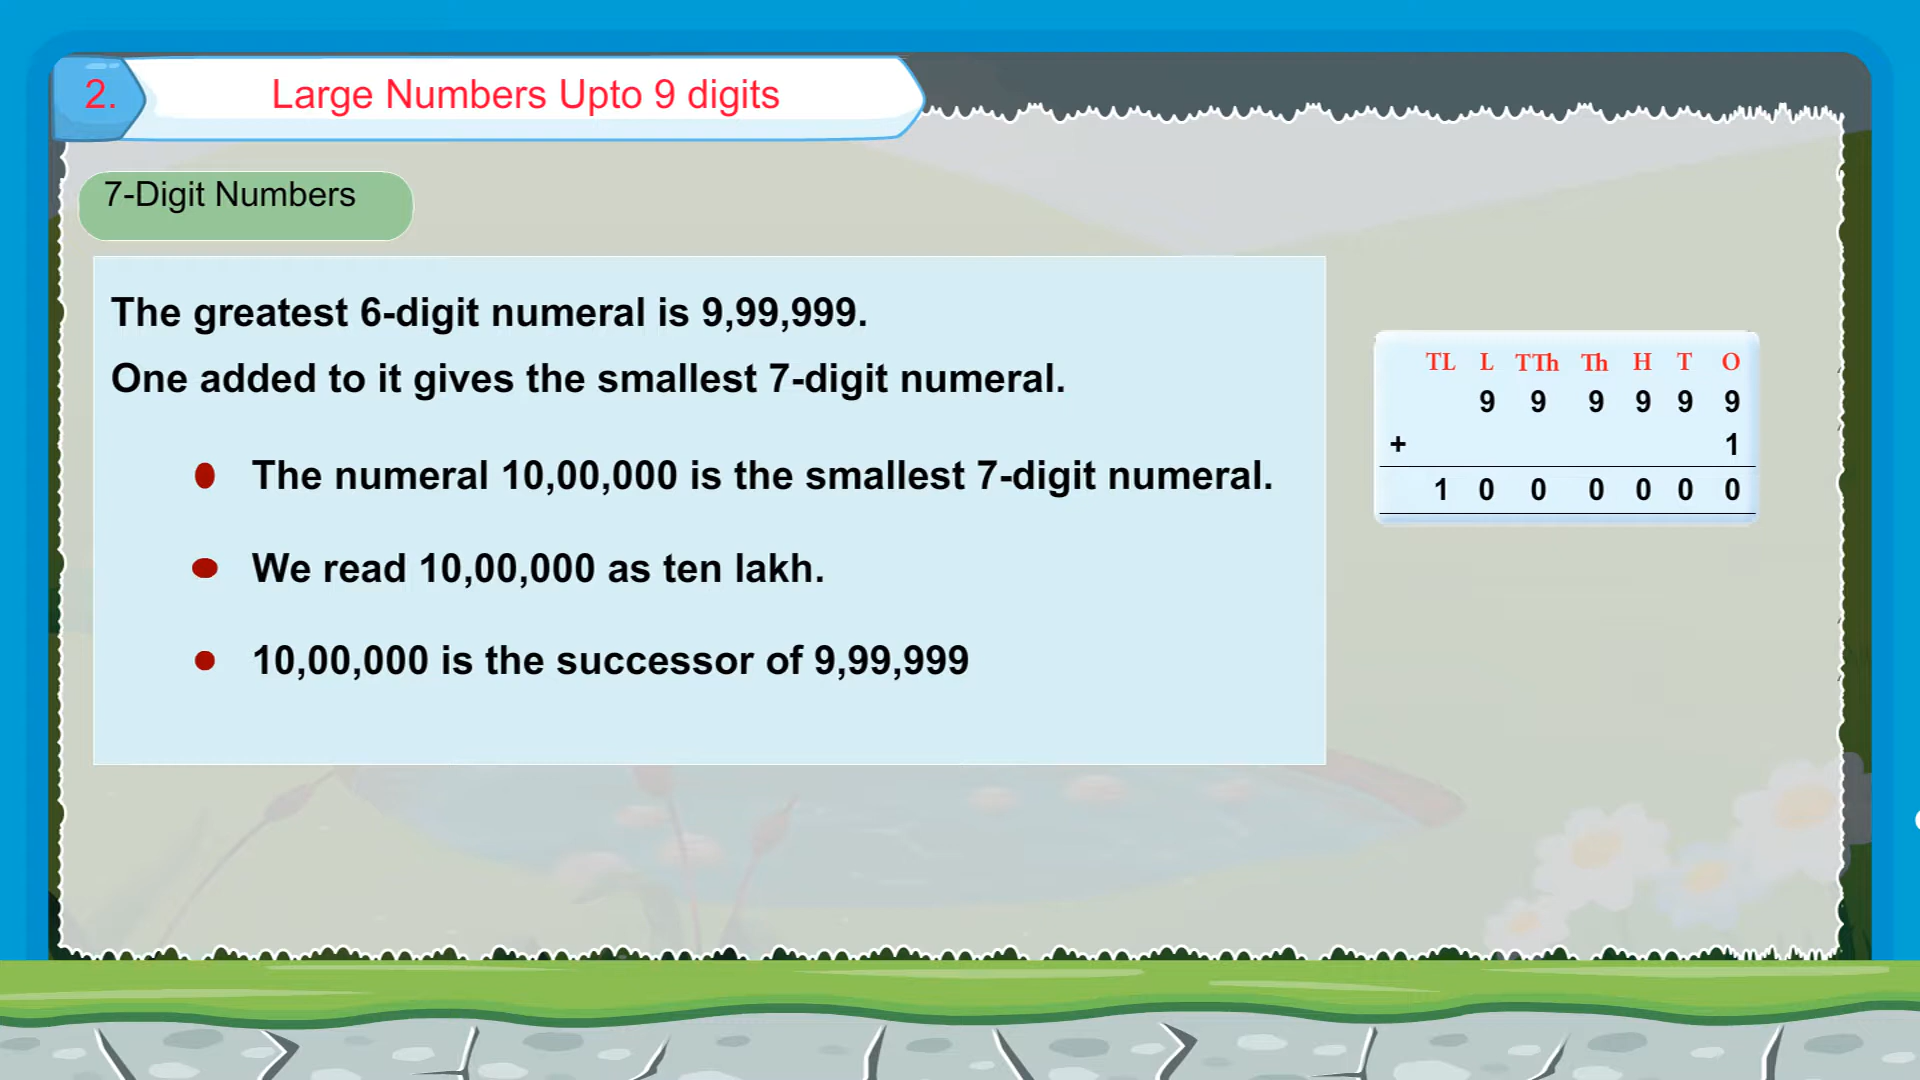 2. Large Numbers Upto 9 digits
7-Digit Numbers
The greatest 6-digit numeral is 9,99,999.
One added to it gives the smallest 7-digit numeral.
The numeral 10,00,000 is the smallest 7-digit numeral.
We read 10,00,000 as ten lakh.
10,00,000 is the successor of 9,99,999
TL L TTh Th H T O
9 9 9 9 9 9
+ 1
1 0 0 0 0 0 0